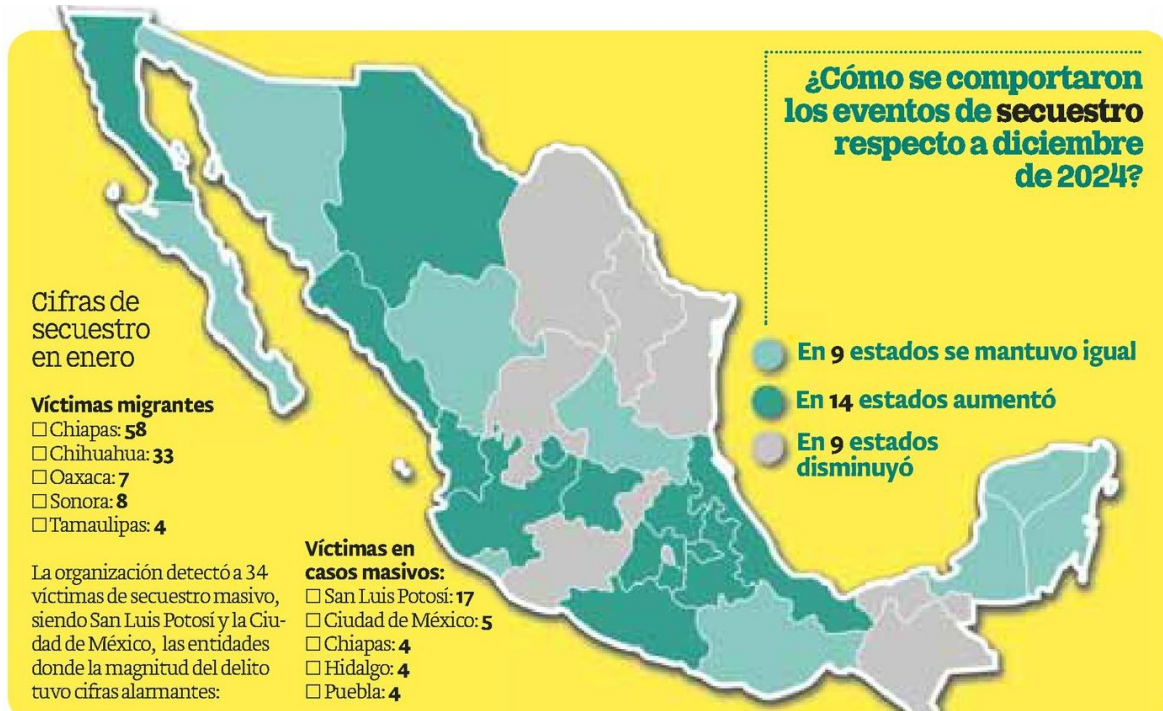 ¿Cómo se comportaron
los eventos de secuestro
respecto a diciembre
de 2024?
En 9 estados se mantuvo igual
En 14 estados aumentó
En 9 estados
disminuyó
Cifras de
secuestro
en enero
Víctimas migrantes
□ Chiapas: 58
□ Chihuahua: 33
□ Oaxaca: 7
□ Sonora: 8
□ Tamaulipas: 4
La organización detectó a 34
víctimas de secuestro masivo,
siendo San Luis Potosí y la Ciu-
dad de México, las entidades
donde la magnitud del delito
tuvo cifras alarmantes:
Víctimas en
casos masivos:
□ San Luis Potosí: 17
□ Ciudad de México: 5
□ Chiapas: 4
□ Hidalgo: 4
□ Puebla: 4